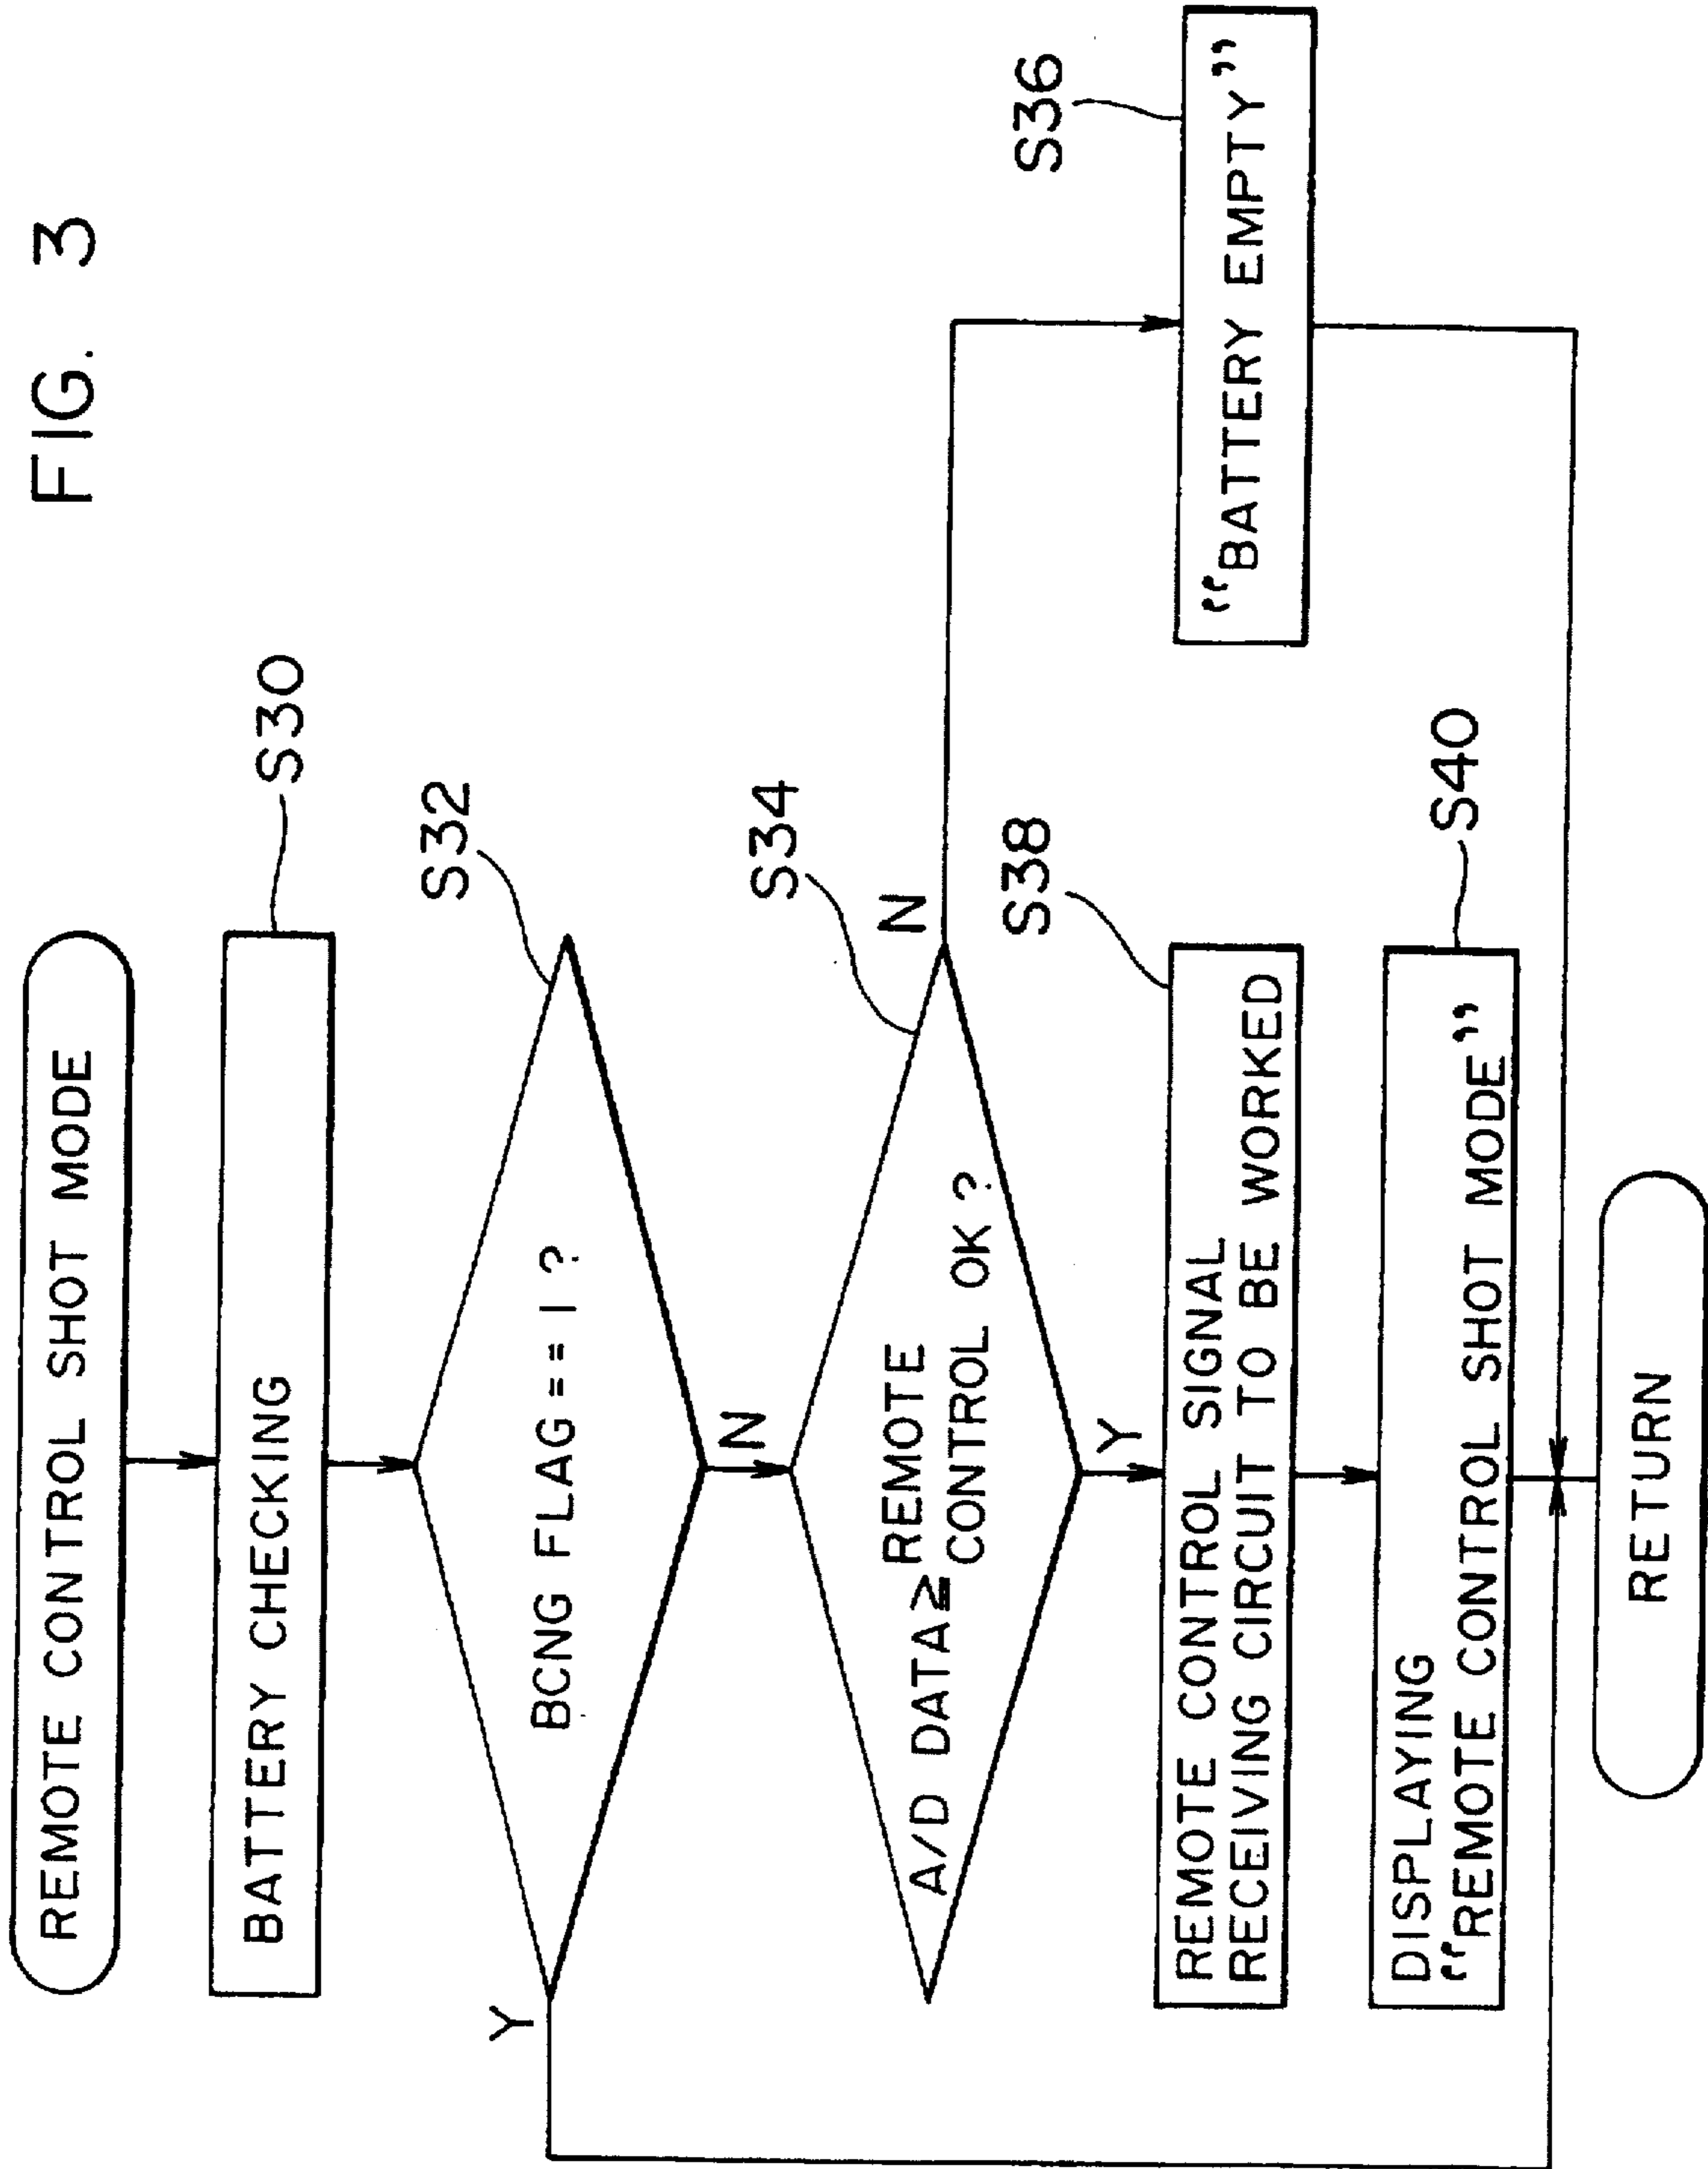 FIG. 3
REMOTE CONTROL SHOT MODE
BATTERY CHECKING
S30
BCNG FLAG == 1 ?
S32
Y
N
A/D DATA ≧ REMOTE
CONTROL OK ?
S34
N
Y
"BATTERY EMPTY"
S36
REMOTE CONTROL SIGNAL
RECEIVING CIRCUIT TO BE WORKED
S38
DISPLAYING
"REMOTE CONTROL SHOT MODE"
S40
RETURN